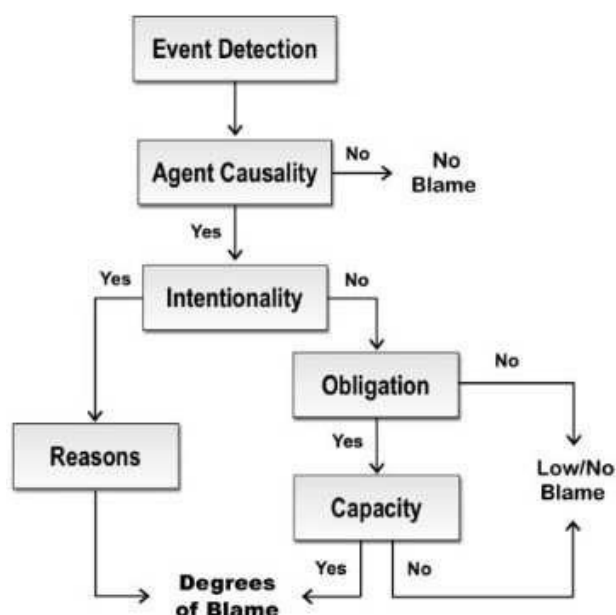 Event Detection
Agent Causality
No
No
Blame
Yes
Yes
Intentionality
No
Obligation
No
Reasons
Yes
Low/No
Blame
Capacity
Yes
No
Degrees
of Blame